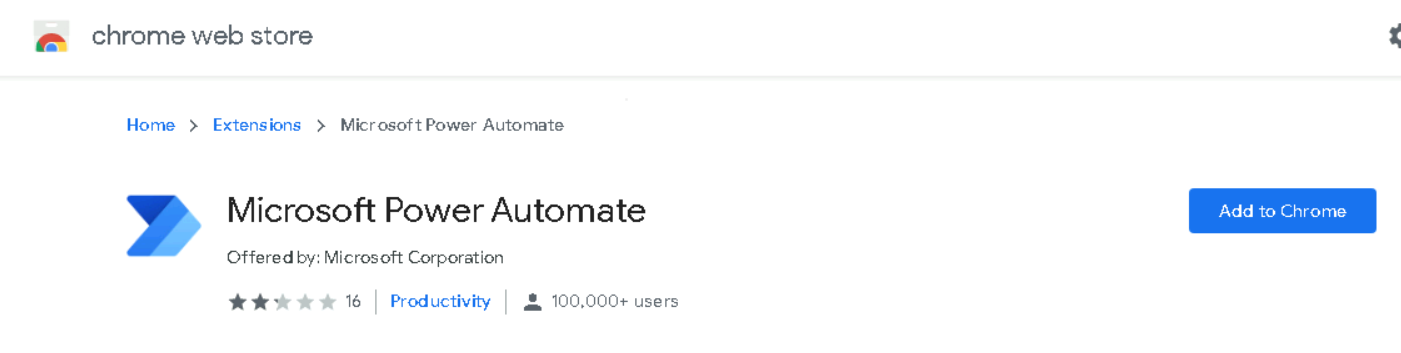 chrome web store
Home > Extensions > Microsoft Power Automate
Microsoft Power Automate
Add to Chrome
Offered by: Microsoft Corporation
16 | Productivity | 100,000+ users